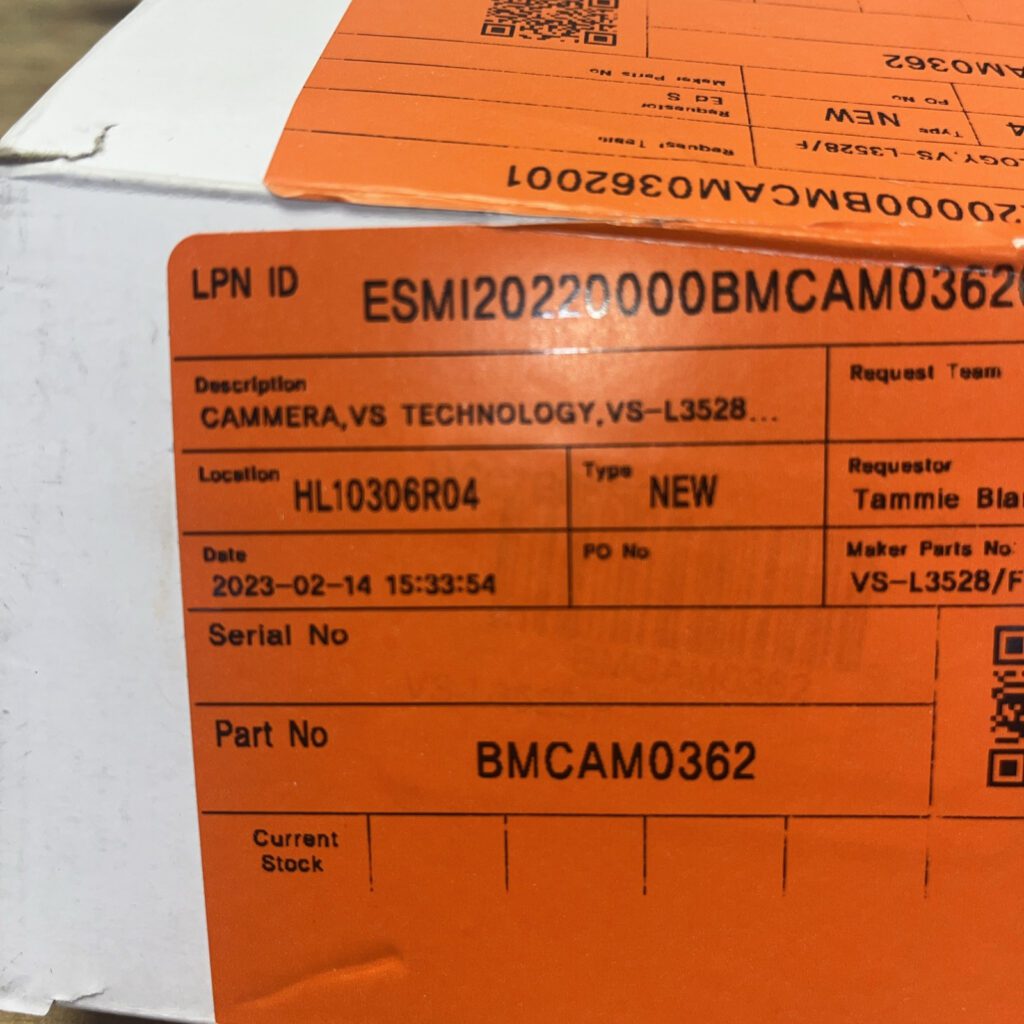 AM0362
Maker Parts No
PO No
Requestor
Ed S
Type
NEW
Request Team
OGY,VS-L3528/F
20000BMCAM0362001
LPN ID
ESMI20220000BMCAM0362
Description
CAMMERA,VS TECHNOLOGY,VS-L3528...
Request Team
Location
HL10306R04
Type
NEW
Requestor
Tammie Bla
Date
2023-02-14 15:33:54
PO No
Maker Parts No
VS-L3528/F
Serial No
Part No
BMCAM0362
Current
Stock